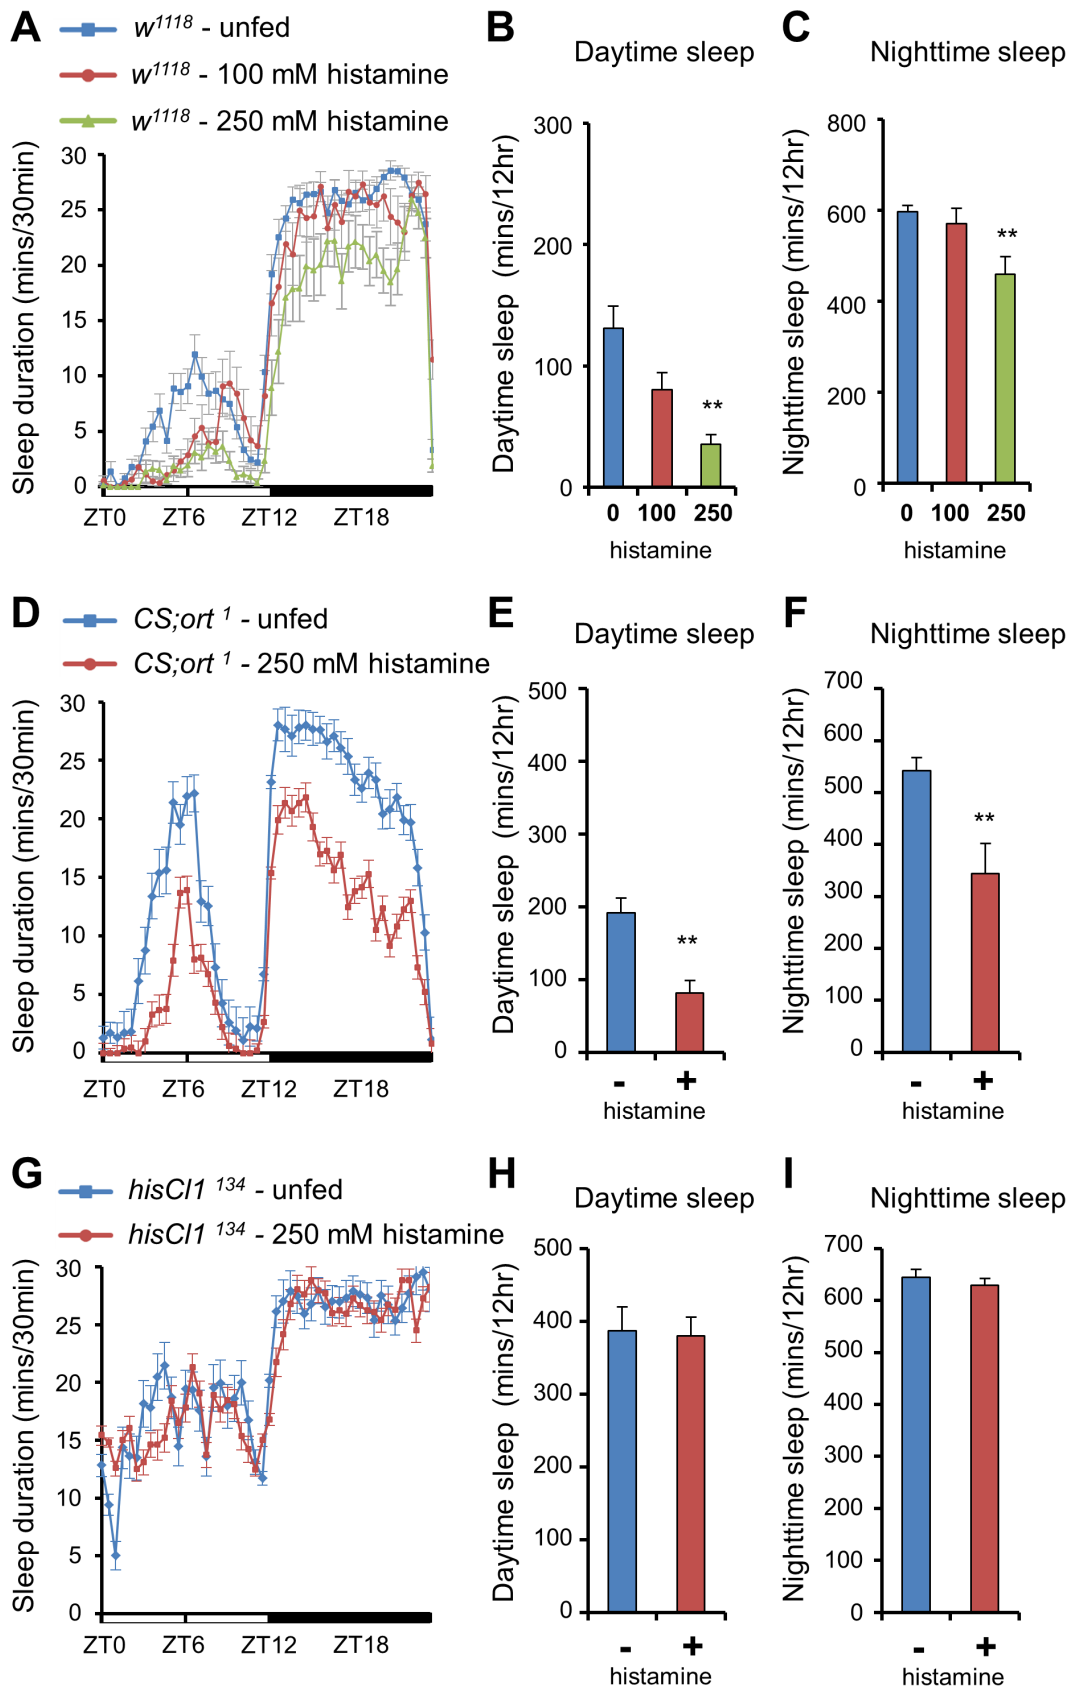 A
w1118 - unfed
w1118 - 100 mM histamine
w1118 - 250 mM histamine
Sleep duration (mins/30min)
30
25
20
15
10
5
0
ZT0 ZT6 ZT12 ZT18
B
Daytime sleep
Daytime sleep (mins/12hr)
300
200
100
0
**
0 100 250
histamine
C
Nighttime sleep
Nighttime sleep (mins/12hr)
800
600
400
200
0
**
0 100 250
histamine
D
CS;ort 1 - unfed
CS;ort 1 - 250 mM histamine
Sleep duration (mins/30min)
30
25
20
15
10
5
0
ZT0 ZT6 ZT12 ZT18
E
Daytime sleep
Daytime sleep (mins/12hr)
500
400
300
200
100
0
**
- +
histamine
F
Nighttime sleep
Nighttime sleep (mins/12hr)
700
600
500
400
300
200
100
0
**
- +
histamine
G
hisCl1 134 - unfed
hisCl1 134 - 250 mM histamine
Sleep duration (mins/30min)
30
25
20
15
10
5
0
ZT0 ZT6 ZT12 ZT18
H
Daytime sleep
Daytime sleep (mins/12hr)
500
400
300
200
100
0
- +
histamine
I
Nighttime sleep
Nighttime sleep (mins/12hr)
700
600
500
400
300
200
100
0
- +
histamine